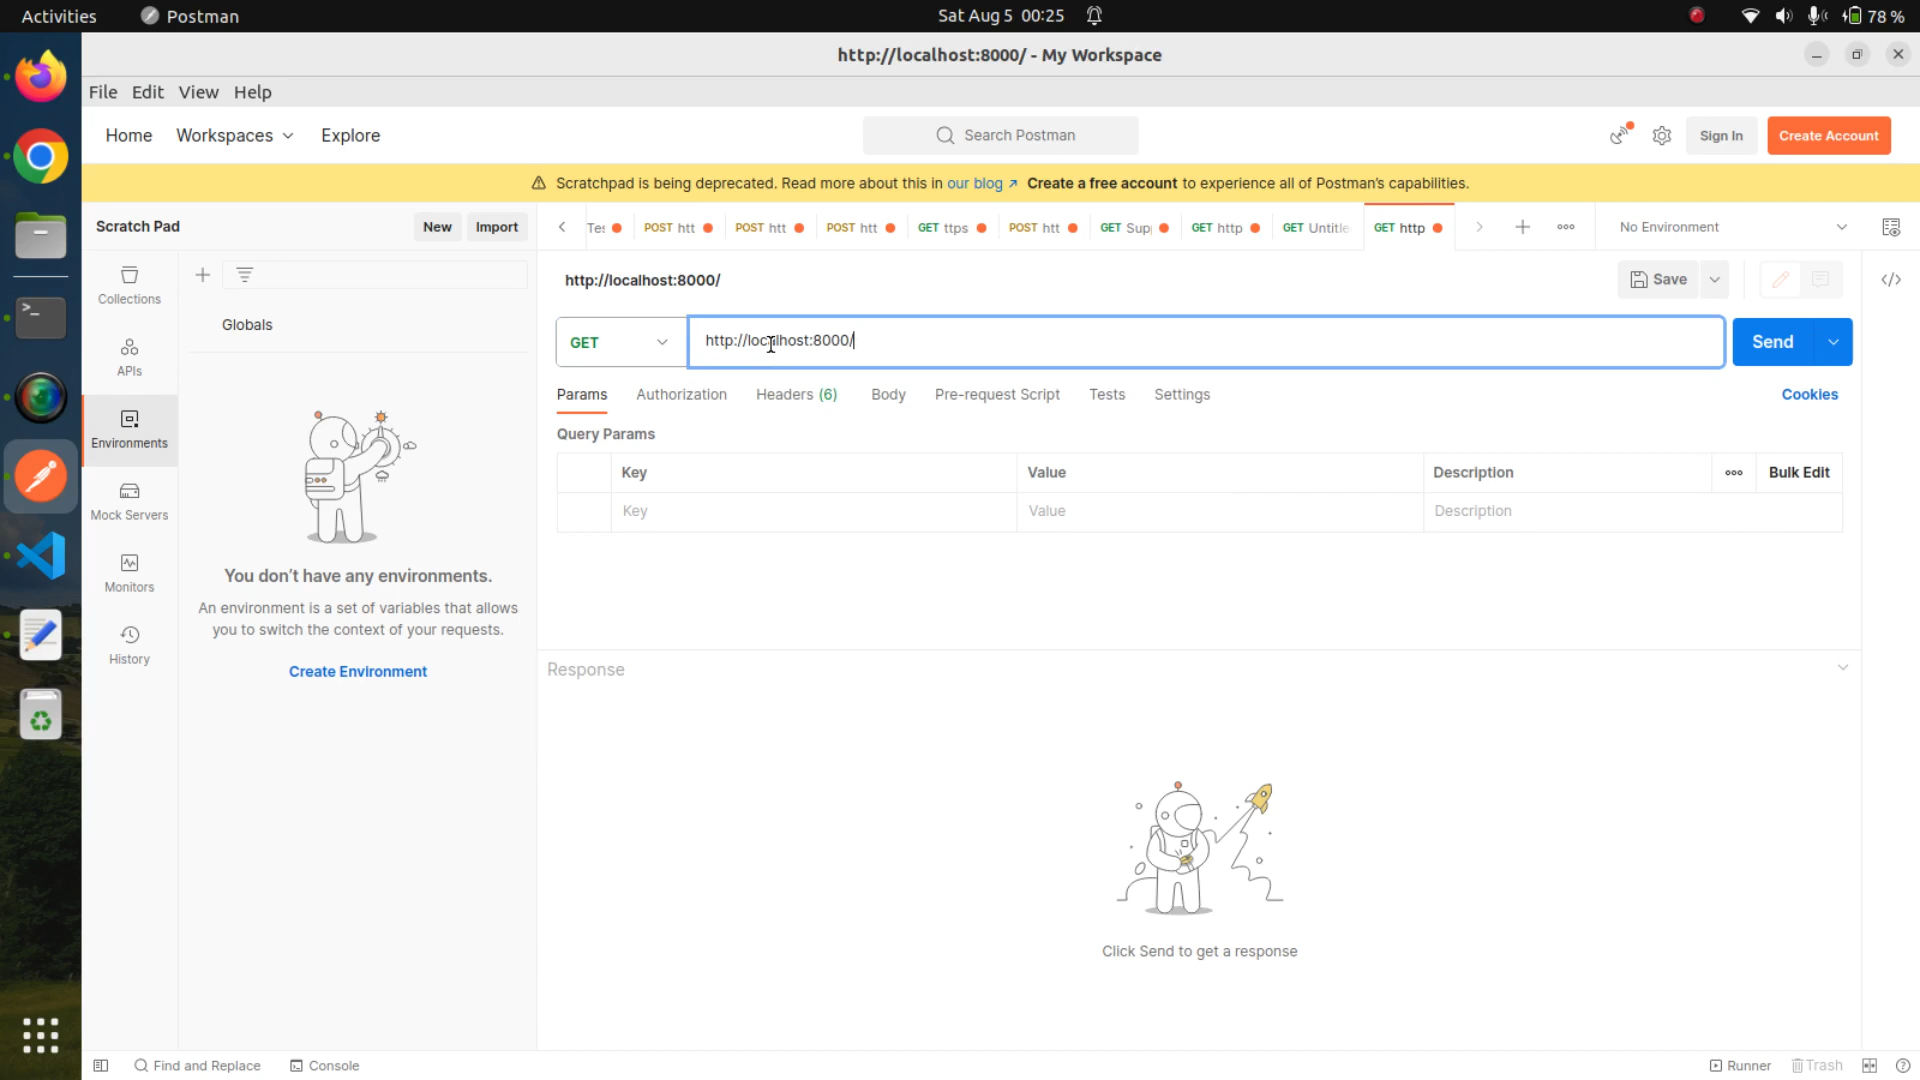 Activities Postman Sat Aug 5 00:25 78 %
http://localhost:8000/ - My Workspace
File Edit View Help
Home Workspaces Explore Search Postman Sign In Create Account
Scratchpad is being deprecated. Read more about this in our blog ↗ Create a free account to experience all of Postman's capabilities.
Scratch Pad New Import Tes POST htt POST htt POST htt GET ttps POST htt GET Supp GET http GET Untitle GET http No Environment
http://localhost:8000/ Save
Collections
Globals
GET http://localhost:8000/ Send
APIs
Params Authorization Headers (6) Body Pre-request Script Tests Settings Cookies
Environments
Query Params
Key Value Description Bulk Edit
Key Value Description
Mock Servers
You don't have any environments.
An environment is a set of variables that allows
you to switch the context of your requests.
Create Environment
Monitors
History
Response
Click Send to get a response
Find and Replace Console Runner Trash